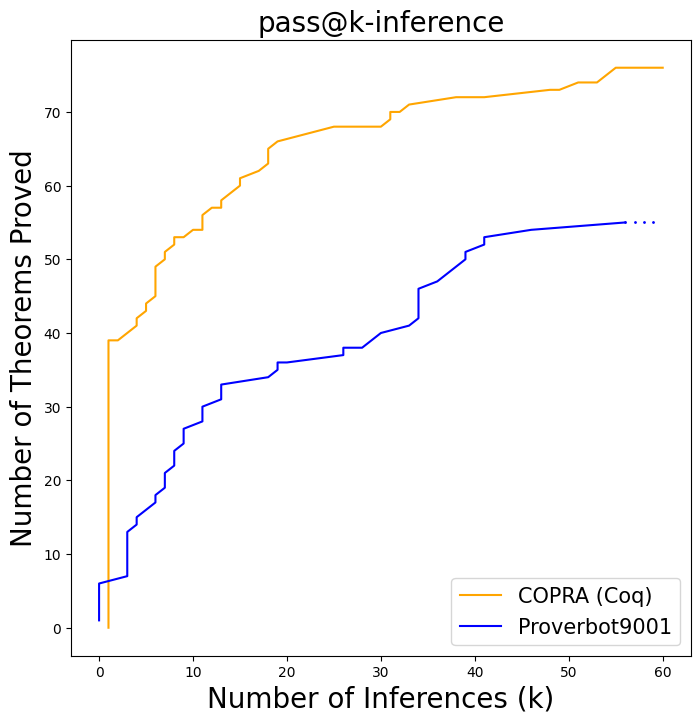 pass@k-inference
Number of Theorems Proved
70
60
50
40
30
20
10
0
0 10 20 30 40 50 60
Number of Inferences (k)
COPRA (Coq)
Proverbot9001